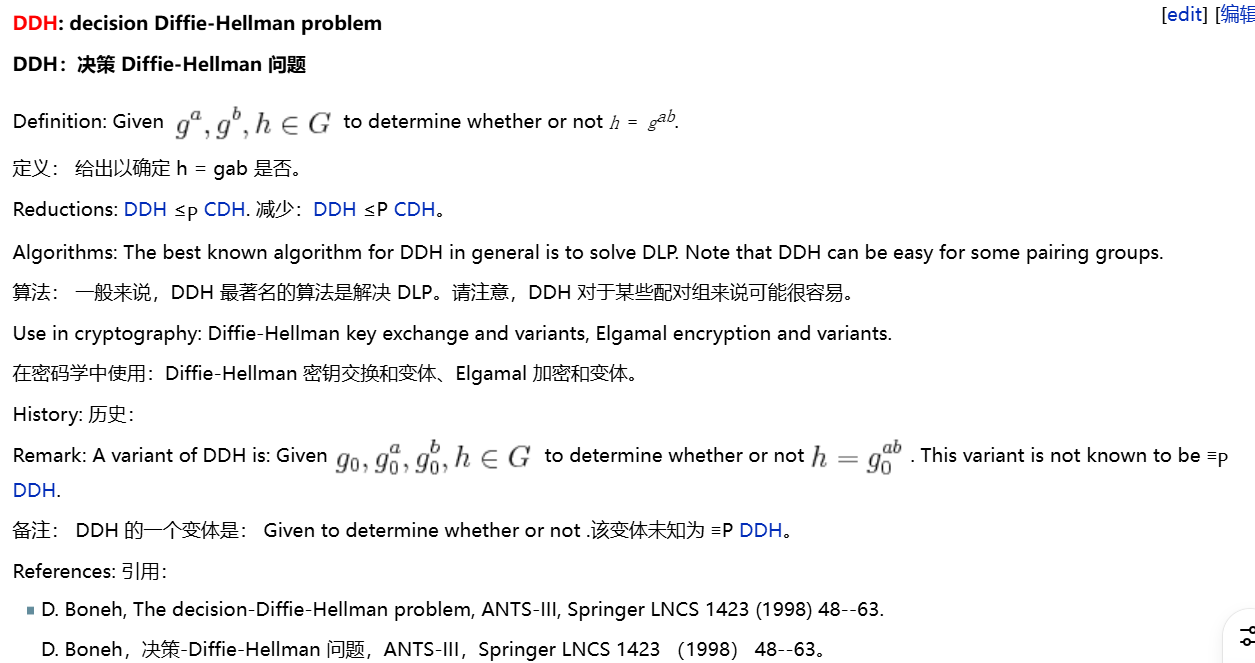 DDH: decision Diffie-Hellman problem
[edit] [编辑
DDH：决策 Diffie-Hellman 问题
Definition: Given g^a, g^b, h ∈ G to determine whether or not h = g^{ab}.
定义： 给出以确定 h = gab 是否。
Reductions: DDH ≤P CDH. 减少：DDH ≤P CDH。
Algorithms: The best known algorithm for DDH in general is to solve DLP. Note that DDH can be easy for some pairing groups.
算法： 一般来说，DDH 最著名的算法是解决 DLP。请注意，DDH 对于某些配对组来说可能很容易。
Use in cryptography: Diffie-Hellman key exchange and variants, Elgamal encryption and variants.
在密码学中使用：Diffie-Hellman 密钥交换和变体、Elgamal 加密和变体。
History: 历史：
Remark: A variant of DDH is: Given g_0, g_0^a, g_0^b, h ∈ G to determine whether or not h = g_0^{ab} . This variant is not known to be ≡P
DDH.
备注： DDH 的一个变体是： Given to determine whether or not .该变体未知为 ≡P DDH。
References: 引用：
D. Boneh, The decision-Diffie-Hellman problem, ANTS-III, Springer LNCS 1423 (1998) 48--63.
D. Boneh，决策-Diffie-Hellman 问题，ANTS-III，Springer LNCS 1423 （1998） 48--63。